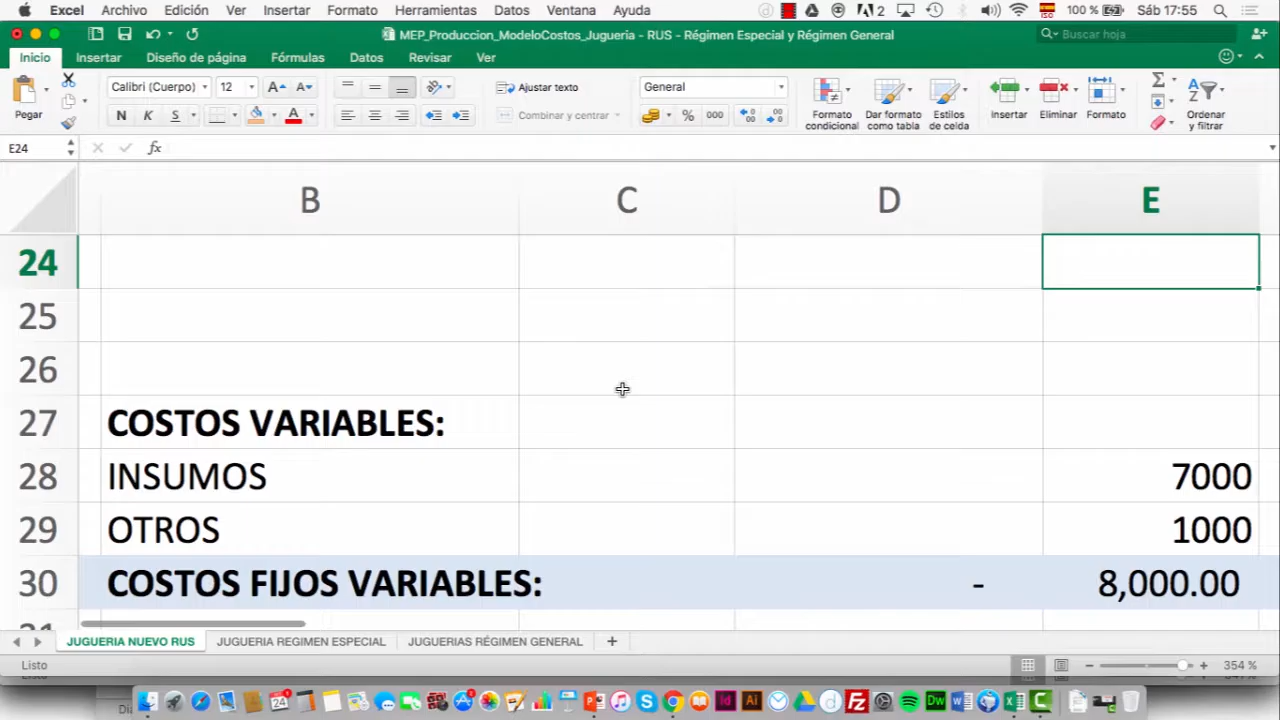 Excel Archivo Edición Ver Insertar Formato Herramientas Datos Ventana Ayuda 2 ISO 100 % Sáb 17:55
MEP_Produccion_ModeloCostos_Jugueria - RUS - Régimen Especial y Régimen General
Buscar hoja
Inicio Insertar Diseño de página Fórmulas Datos Revisar Ver
Calibri (Cuerpo) 12 A A Ajustar texto General
Pegar
N K S A Combinar y centrar % 000
Formato condicional
Dar formato como tabla
Estilos de celda
Insertar Eliminar Formato
Ordenar y filtrar
E24 fx
B C D E
24
25
26
27 COSTOS VARIABLES:
28 INSUMOS 7000
29 OTROS 1000
30 COSTOS FIJOS VARIABLES: - 8,000.00
JUGUERIA NUEVO RUS JUGUERIA REGIMEN ESPECIAL JUGUERIAS RÉGIMEN GENERAL +
Listo 354 %